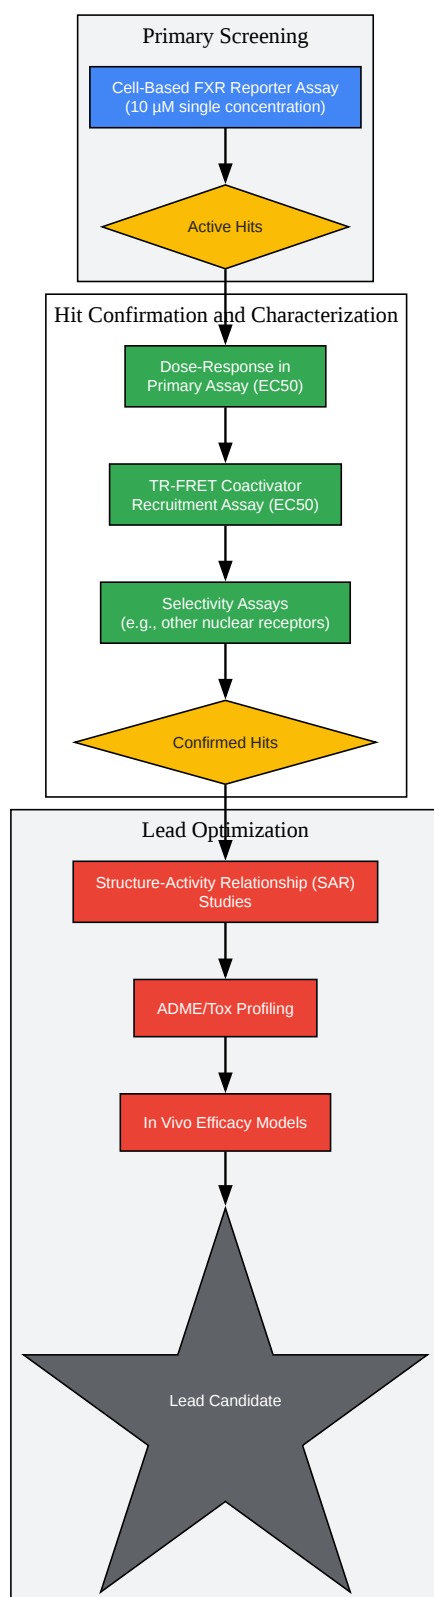 Primary Screening
Cell-Based FXR Reporter Assay
(10 µM single concentration)
Active Hits
Hit Confirmation and Characterization
Dose-Response in
Primary Assay (EC50)
TR-FRET Coactivator
Recruitment Assay (EC50)
Selectivity Assays
(e.g., other nuclear receptors)
Confirmed Hits
Lead Optimization
Structure-Activity Relationship (SAR)
Studies
ADME/Tox Profiling
In Vivo Efficacy Models
Lead Candidate